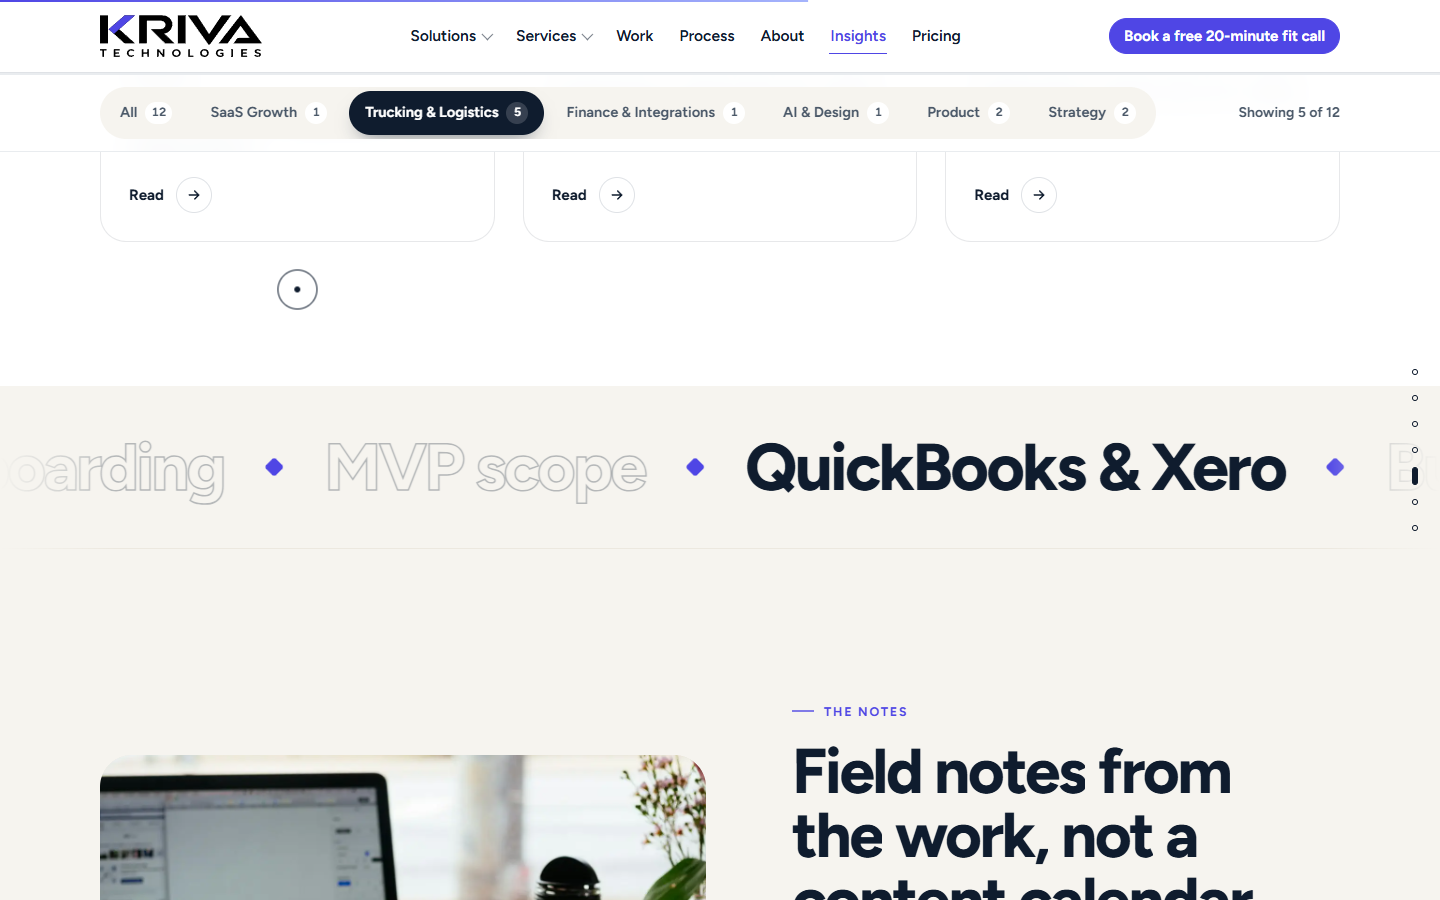 KRIVA
TECHNOLOGIES
Solutions
Services
Work
Process
About
Insights
Pricing
Book a free 20-minute fit call
All 12
SaaS Growth 1
Trucking & Logistics 5
Finance & Integrations 1
AI & Design 1
Product 2
Strategy 2
Showing 5 of 12
Read
Read
Read
oarding
MVP scope
QuickBooks & Xero
THE NOTES
Field notes from
the work, not a
content calendar